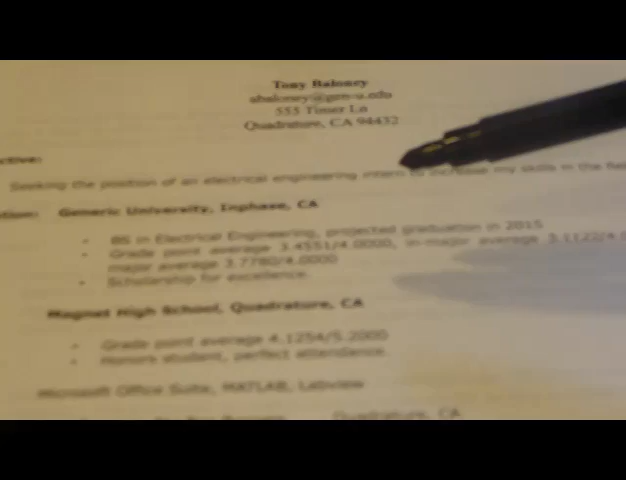 Tony Baloney
abaloney@gen-u.edu
555 Timer Ln
Quadrature, CA 94432
ctive:
Seeking the position of an electrical engineering intern to increase my skills in the
ation: Generic University, Inphase, CA
- BS in Electrical Engineering, projected graduation in 2015
- Grade point average 3.4551/4.0000, in-major average
major average 3.7780/4.0000
- Scholarship for excellence.
Magnet High School, Quadrature, CA
- Grade point average 4.1254/5.2000
- Honors student, perfect attendance.
Microsoft Office Suite, MATLAB, Labview
Quadrature, CA